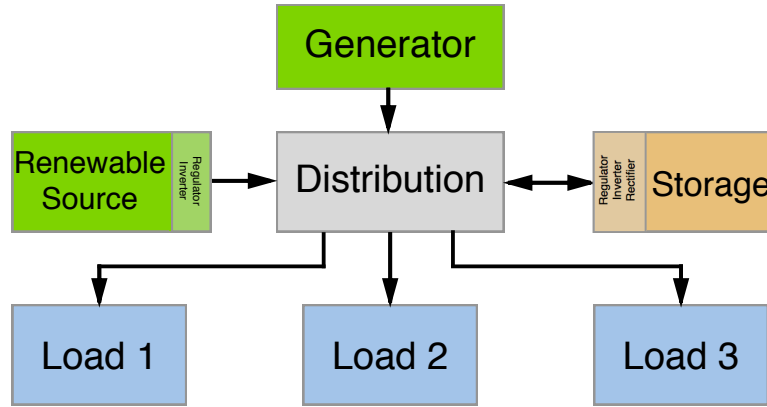 Generator
Renewable
Source
Regulator
Inverter
Distribution
Regulator
Inverter
Rectifier
Storage
Load 1
Load 2
Load 3